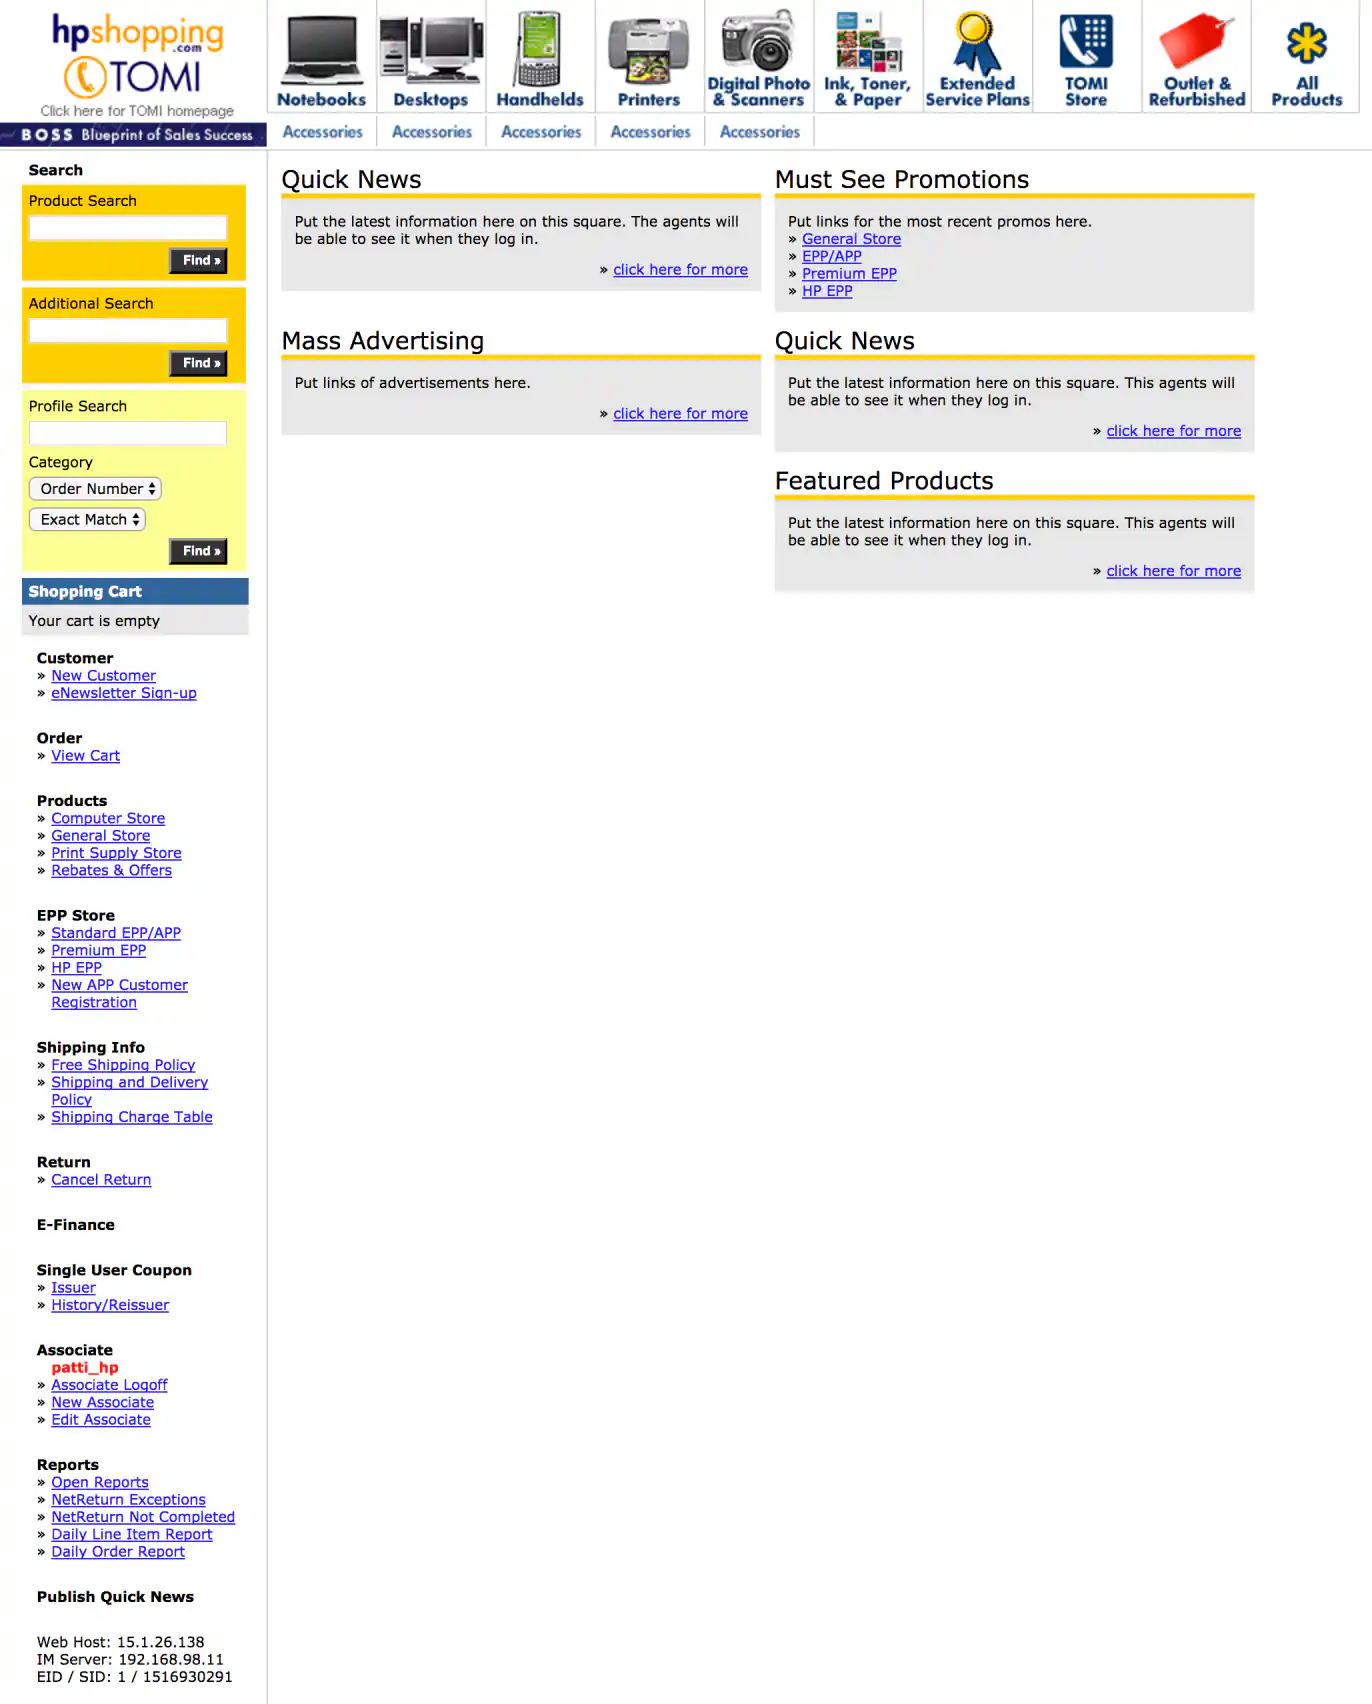 hpshopping
.com
TOMI
Click here for TOMI homepage
BOSS Blueprint of Sales Success
Notebooks
Desktops
Handhelds
Printers
Digital Photo
& Scanners
Ink, Toner,
& Paper
Extended
Service Plans
TOMI
Store
Outlet &
Refurbished
All
Products
Accessories
Accessories
Accessories
Accessories
Accessories
Search
Product Search
Find »
Additional Search
Find »
Profile Search
Category
Order Number
Exact Match
Find »
Shopping Cart
Your cart is empty
Customer
» New Customer
» eNewsletter Sign-up
Order
» View Cart
Products
» Computer Store
» General Store
» Print Supply Store
» Rebates & Offers
EPP Store
» Standard EPP/APP
» Premium EPP
» HP EPP
» New APP Customer
Registration
Shipping Info
» Free Shipping Policy
» Shipping and Delivery
Policy
» Shipping Charge Table
Return
» Cancel Return
E-Finance
Single User Coupon
» Issuer
» History/Reissuer
Associate
patti_hp
» Associate Logoff
» New Associate
» Edit Associate
Reports
» Open Reports
» NetReturn Exceptions
» NetReturn Not Completed
» Daily Line Item Report
» Daily Order Report
Publish Quick News
Web Host: 15.1.26.138
IM Server: 192.168.98.11
EID / SID: 1 / 1516930291
Quick News
Put the latest information here on this square. The agents will
be able to see it when they log in.
» click here for more
Mass Advertising
Put links of advertisements here.
» click here for more
Must See Promotions
Put links for the most recent promos here.
» General Store
» EPP/APP
» Premium EPP
» HP EPP
Quick News
Put the latest information here on this square. This agents will
be able to see it when they log in.
» click here for more
Featured Products
Put the latest information here on this square. This agents will
be able to see it when they log in.
» click here for more